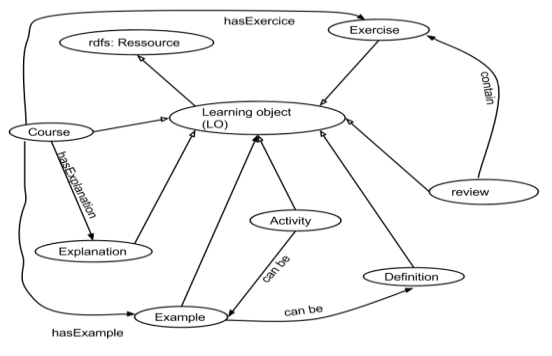 hasExercice
Exercise
rdfs: Ressource
contain
Learning object
(LO)
Course
hasExplanation
review
Activity
Explanation
can be
Definition
can be
Example
hasExample